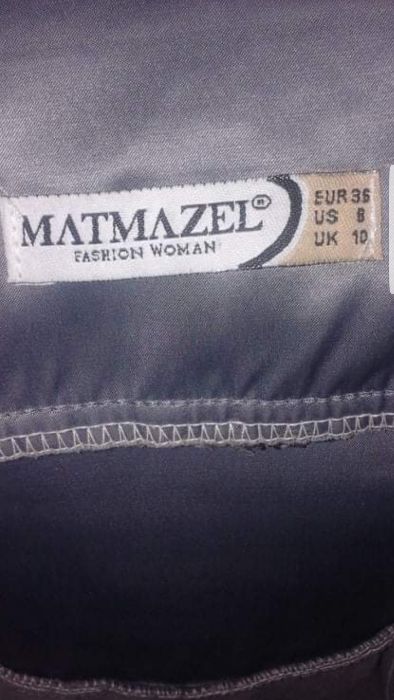 MATMAZEL®
FASHION WOMAN
EUR 36
US 8
UK 10